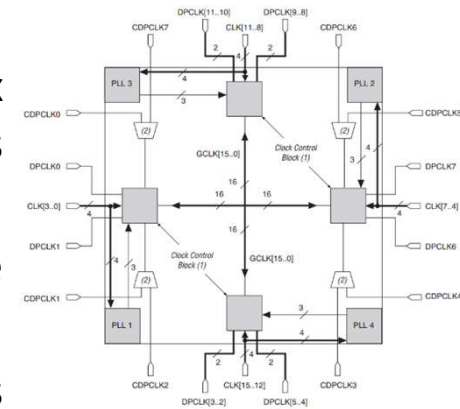 DPCLK[11..10] DPCLK[9..8]
CDPCLK7 CLK[11..8] CDPCLK6
2 4 2
PLL 3 4 PLL 2
3
CDPCLK0 (2) (2) CDPCLK5
4
3
Clock Control
Block (1)
GCLK[15..0]
DPCLK0 DPCLK7
16
16 16
CLK[3..0] CLK[7..4]
4 4
16
DPCLK1 DPCLK6
Clock Control
Block (1)
GCLK[15..0]
4 3
(2) (2)
CDPCLK1 CDPCLK4
3
PLL 1 4 PLL 4
2 4 2
CDPCLK2 CLK[15..12] CDPCLK3
DPCLK[3..2] DPCLK[5..4]